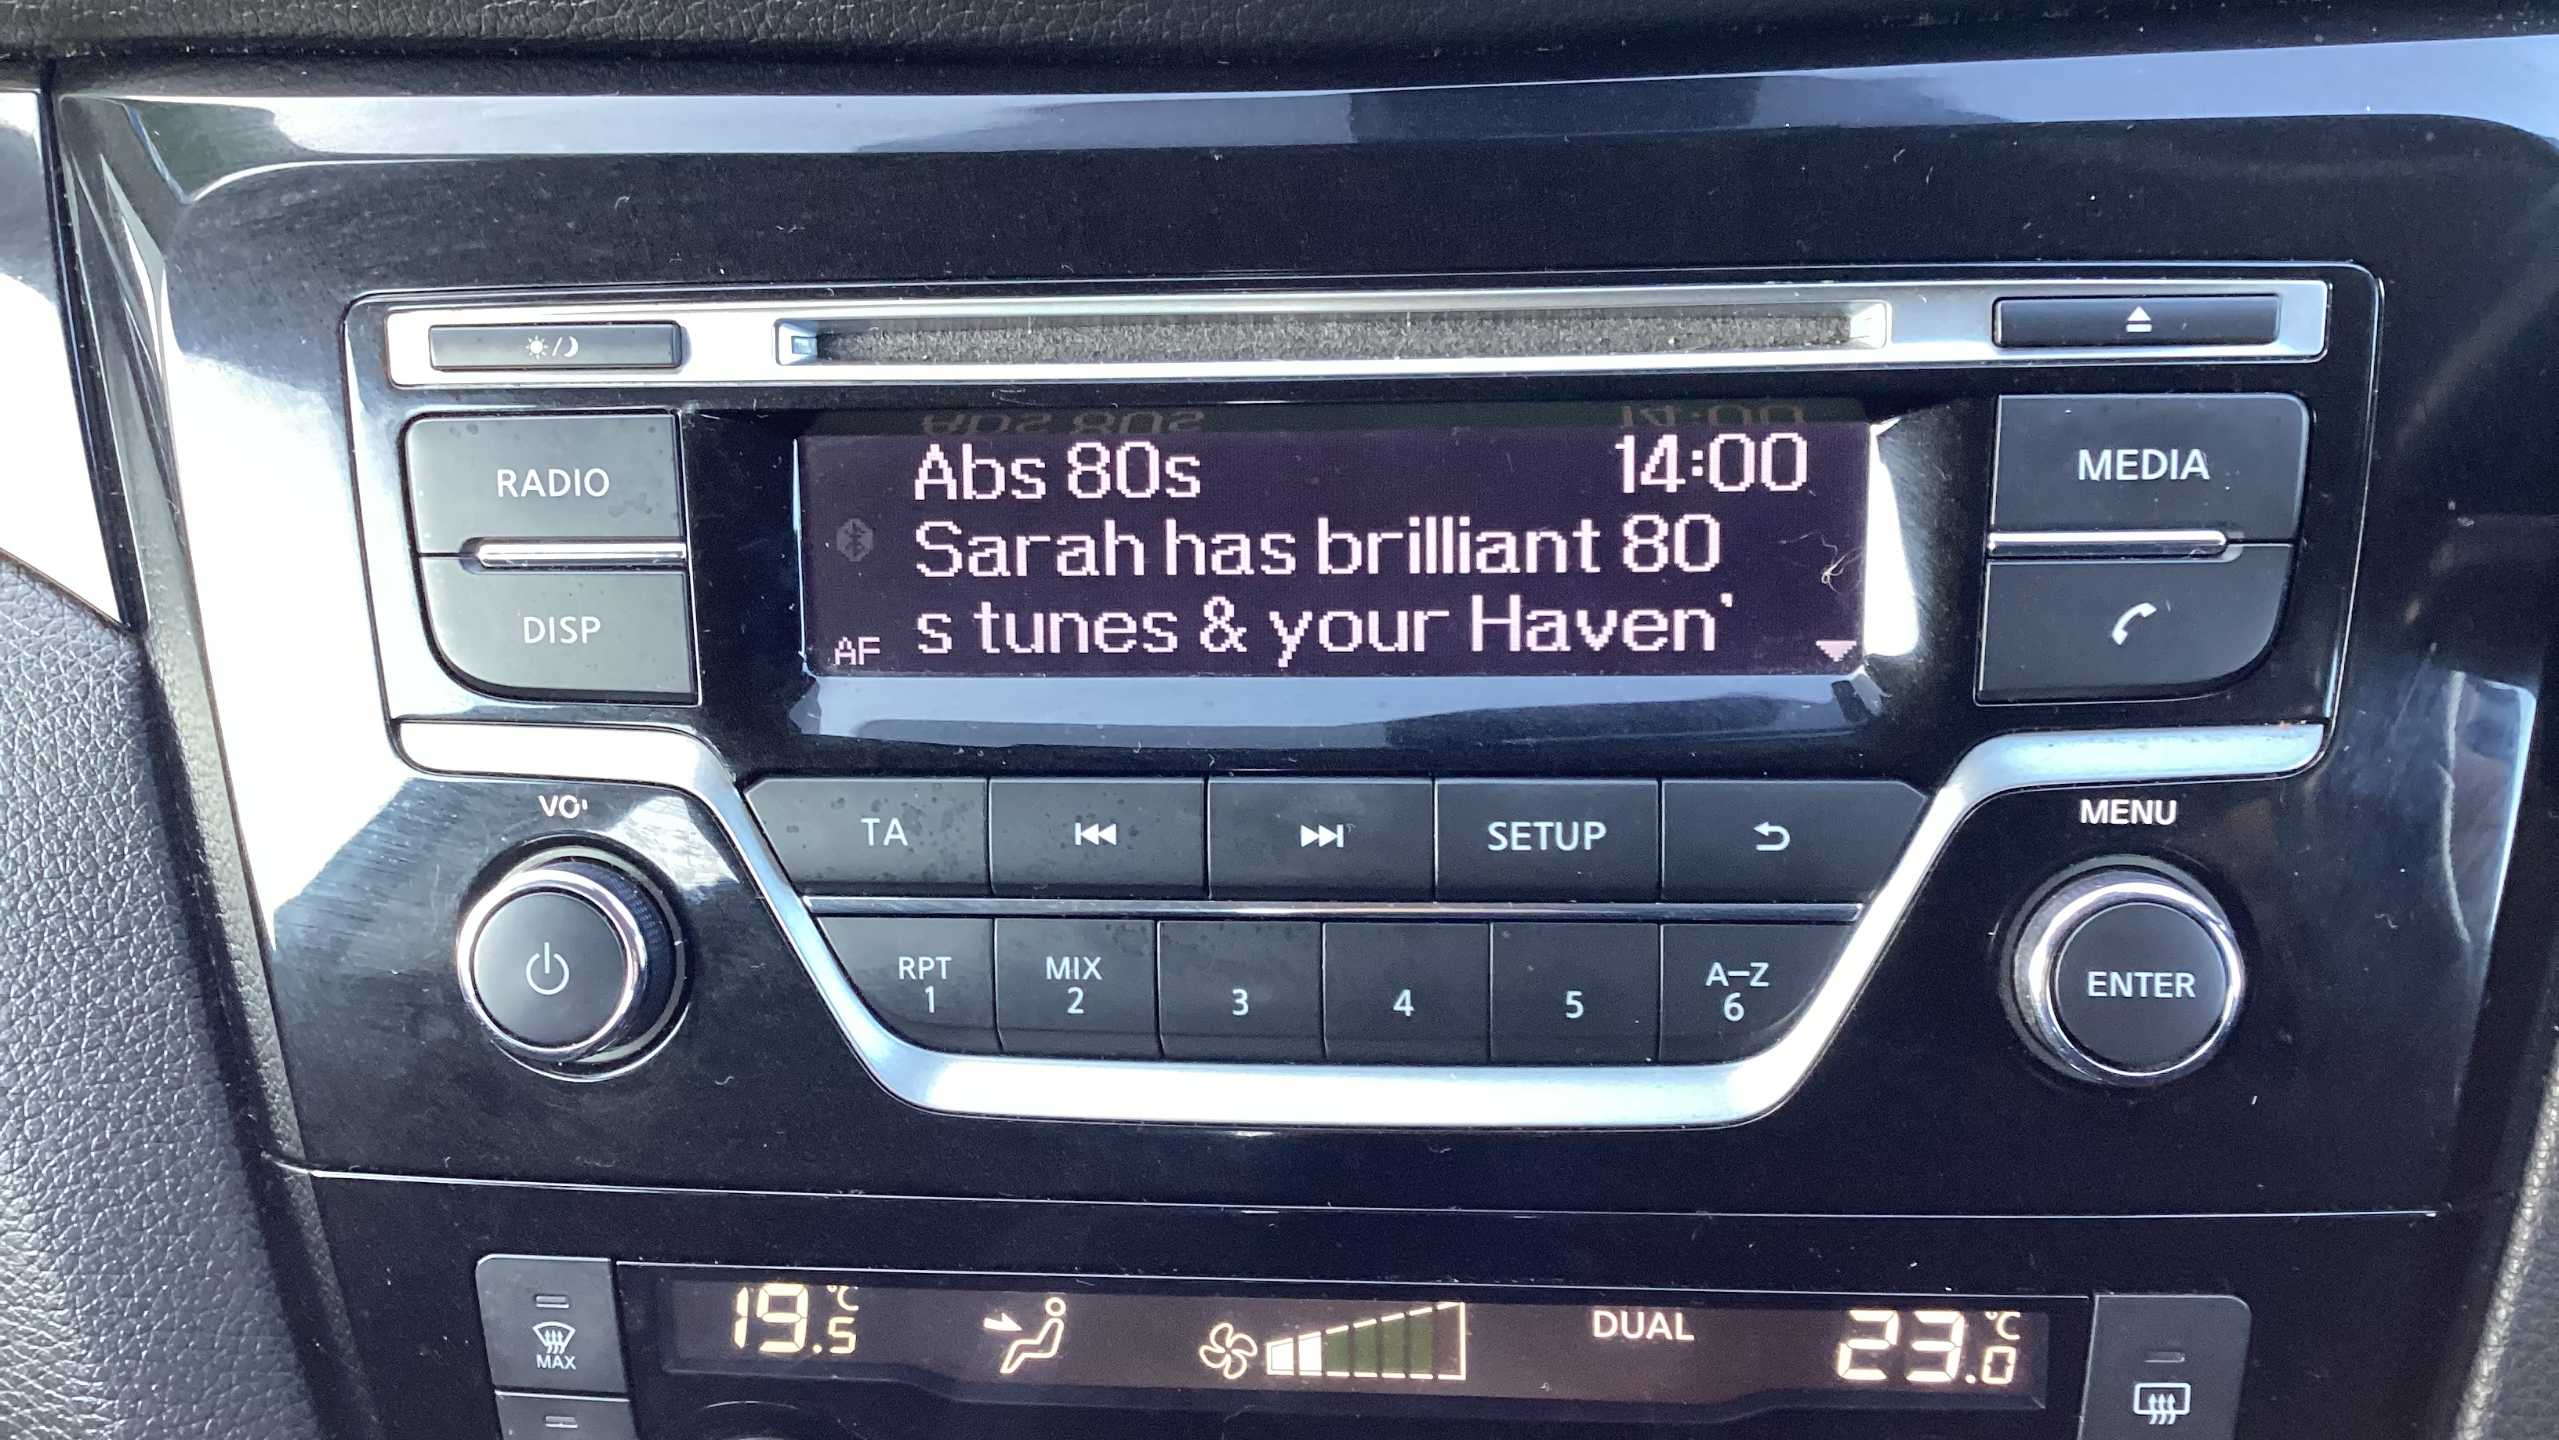 Abs 80s 14:00
Sarah has brilliant 80
s tunes & your Haven'
AF
RADIO
MEDIA
DISP
MENU
TA
SETUP
RPT
1
MIX
2
3
4
5
A-Z
6
ENTER
19.5 °C
DUAL
23.0 °C
MAX